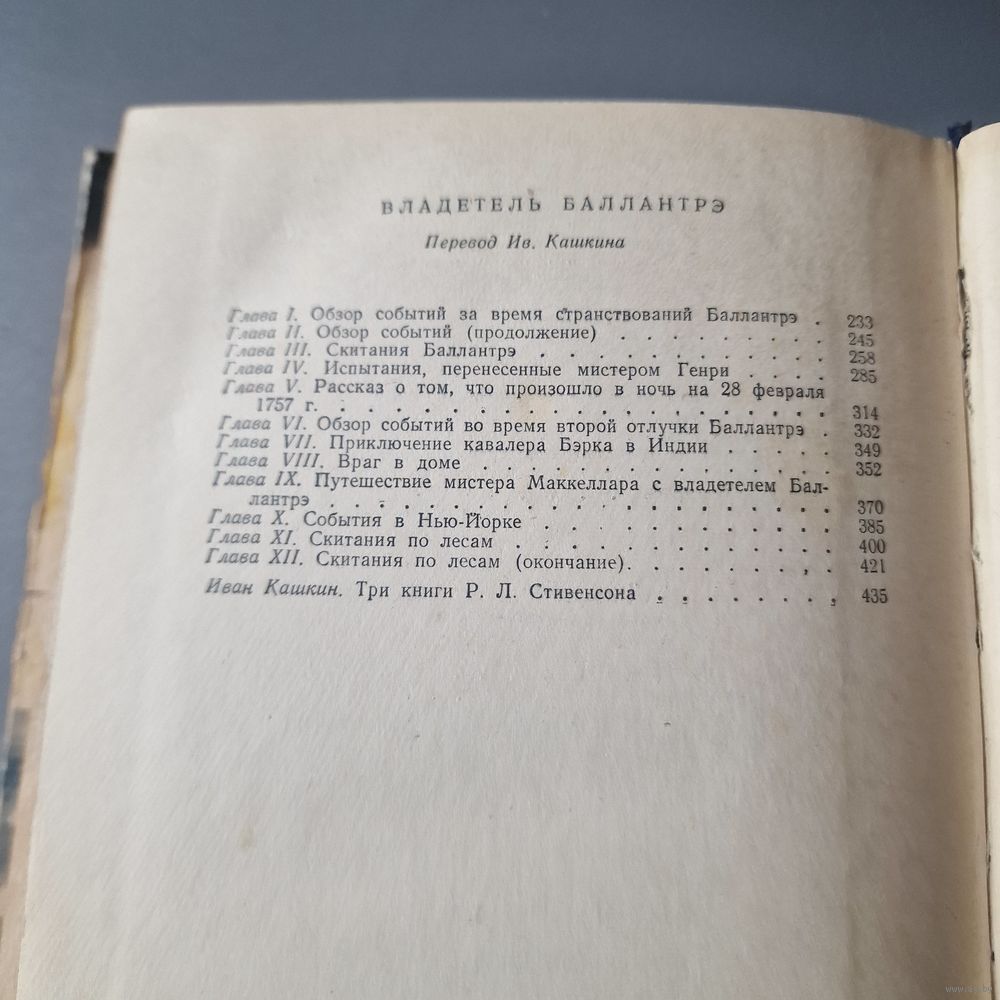 ВЛАДЕТЕЛЬ БАЛЛАНТРЭ
Перевод Ив. Кашкина
Глава I. Обзор событий за время странствований Баллантрэ . 233
Глава II. Обзор событий (продолжение) . . . . . . . . . 245
Глава III. Скитания Баллантрэ . . . . . . . . . . . . 258
Глава IV. Испытания, перенесенные мистером Генри . . . . 285
Глава V. Рассказ о том, что произошло в ночь на 28 февраля
1757 г. . . . . . . . . . . . . . . . . . . . 314
Глава VI. Обзор событий во время второй отлучки Баллантрэ . 332
Глава VII. Приключение кавалера Бэрка в Индии . . . . . 349
Глава VIII. Враг в доме . . . . . . . . . . . . . . 352
Глава IX. Путешествие мистера Маккеллара с владетелем Бал-
лантрэ . . . . . . . . . . . . . . . . . . . . 370
Глава X. События в Нью-Йорке . . . . . . . . . . . . 385
Глава XI. Скитания по лесам . . . . . . . . . . . . . 400
Глава XII. Скитания по лесам (окончание). . . . . . . . . 421
Иван Кашкин. Три книги Р. Л. Стивенсона . . . . . . . . 435